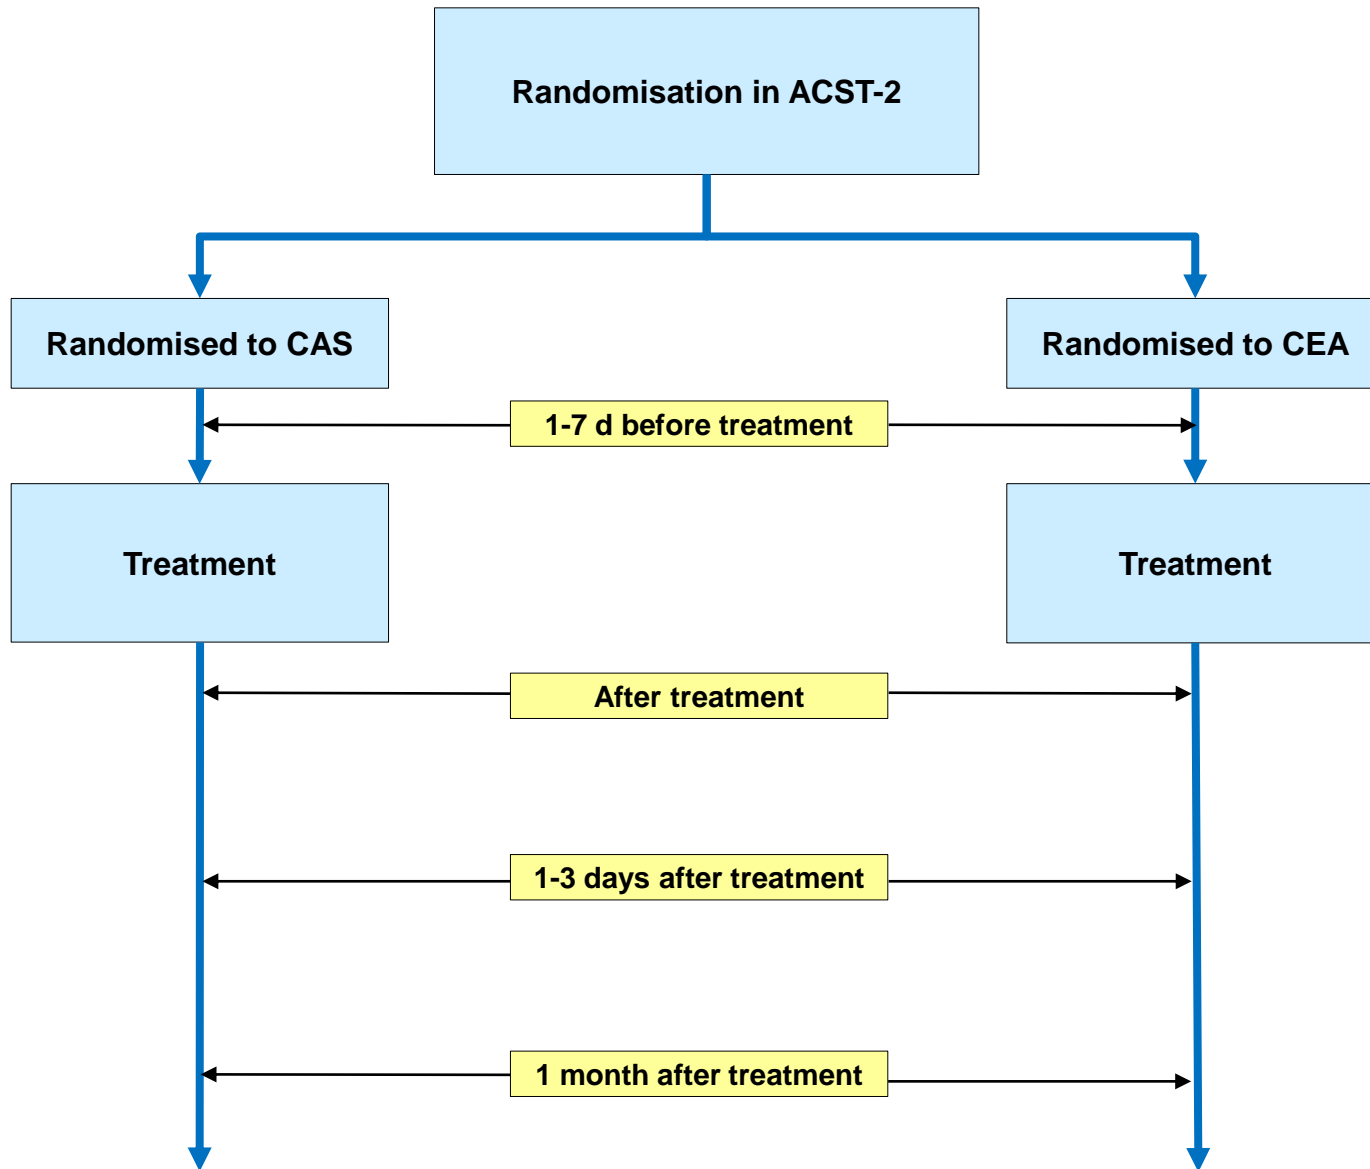 Randomisation in ACST-2
Randomised to CAS
Randomised to CEA
1-7 d before treatment
Treatment
Treatment
After treatment
1-3 days after treatment
1 month after treatment